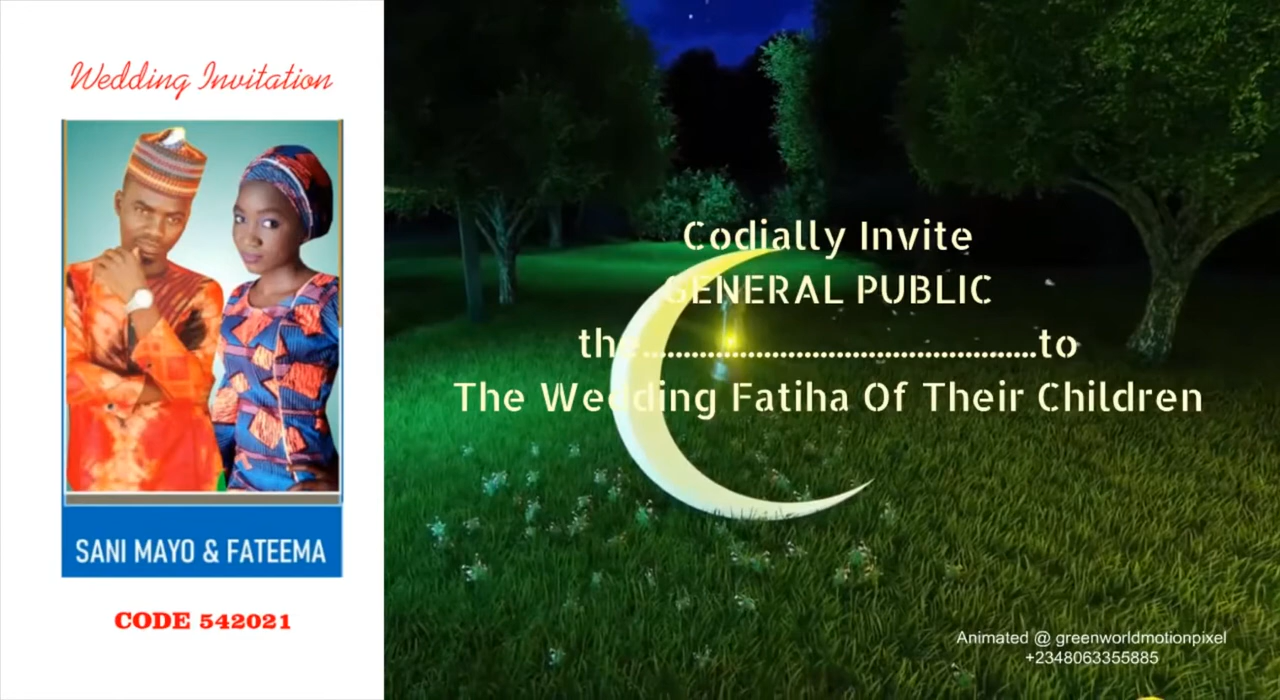 Wedding Invitation
SANI MAYO & FATEEMA
CODE 542021
Codially Invite
GENERAL PUBLIC
the..................................................to
The Wedding Fatiha Of Their Children
Animated @ greenworldmotionpixel
+2348063355885